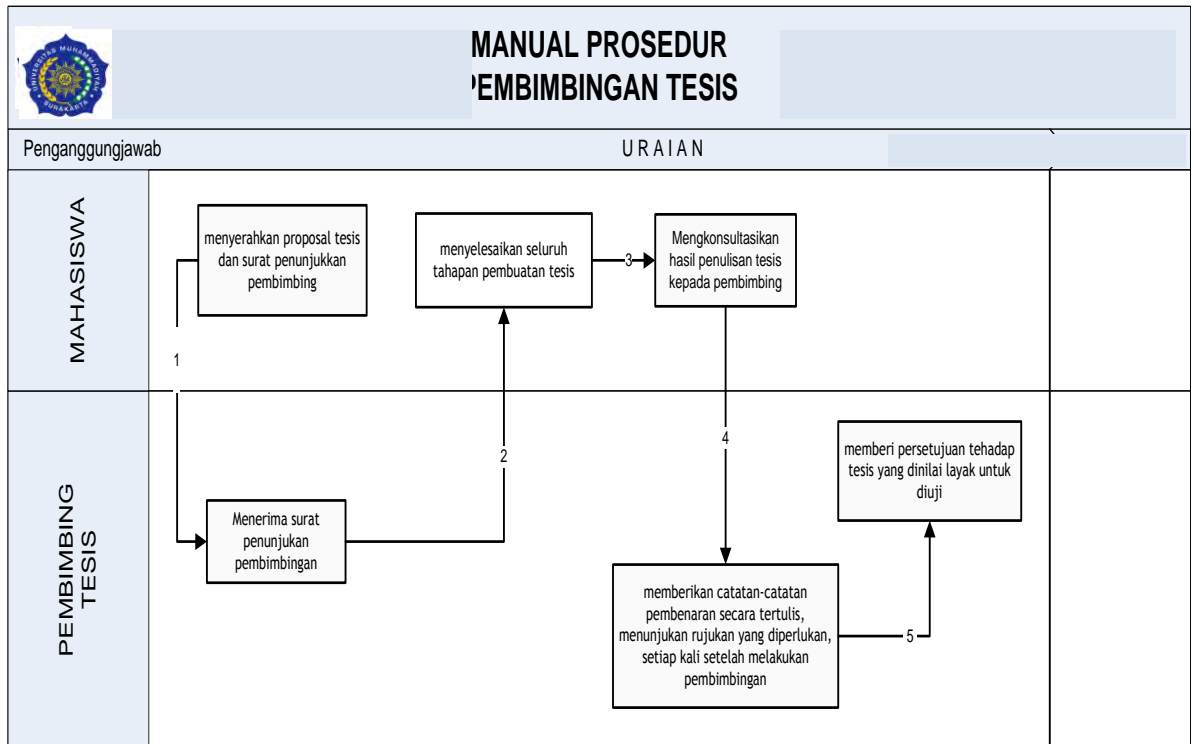 MANUAL PROSEDUR
PEMBIMBINGAN TESIS
UNIVERSITAS MUHAMMADIYAH
SURAKARTA
Penganggungjawab
U R A I A N
MAHASISWA
menyerahkan proposal tesis
dan surat penunjukkan
pembimbing
menyelesaikan seluruh
tahapan pembuatan tesis
3
Mengkonsultasikan
hasil penulisan tesis
kepada pembimbing
1
2
4
PEMBIMBING
TESIS
Menerima surat
penunjukan
pembimbingan
memberi persetujuan tehadap
tesis yang dinilai layak untuk
diuji
memberikan catatan-catatan
pembenaran secara tertulis,
menunjukan rujukan yang diperlukan,
setiap kali setelah melakukan
pembimbingan
5